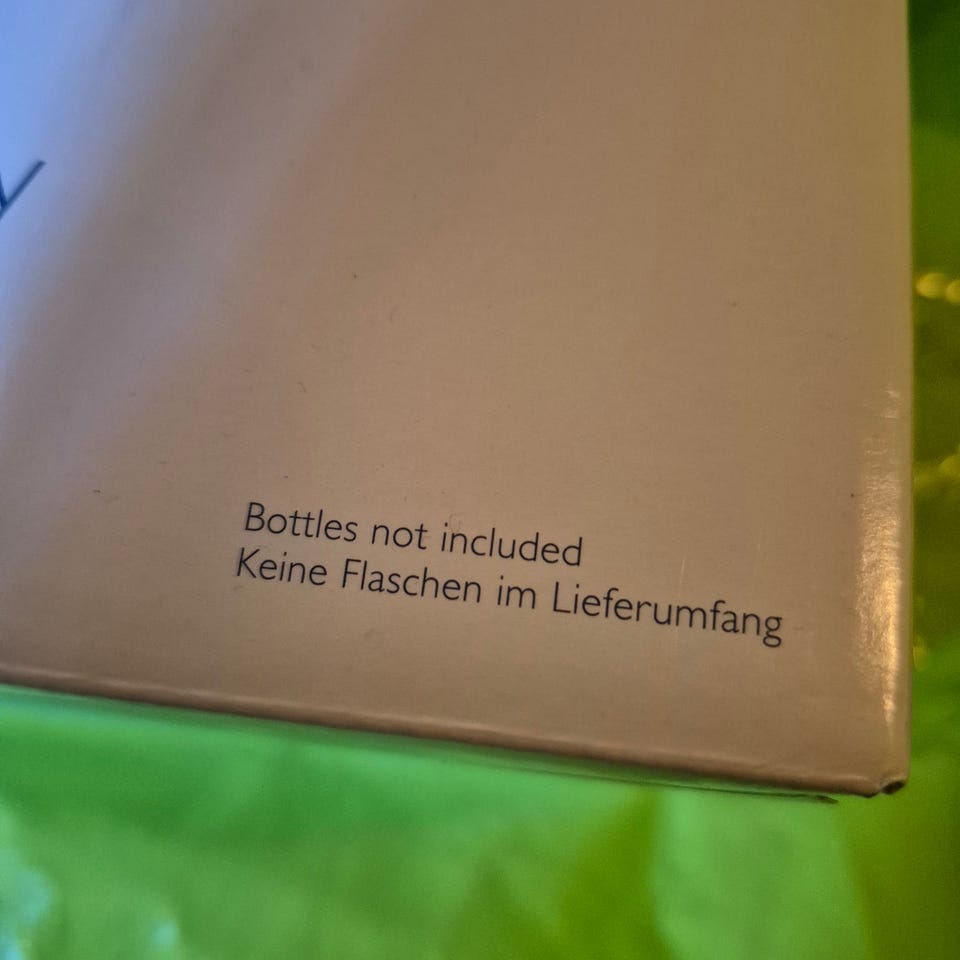 Bottles not included
Keine Flaschen im Lieferumfang